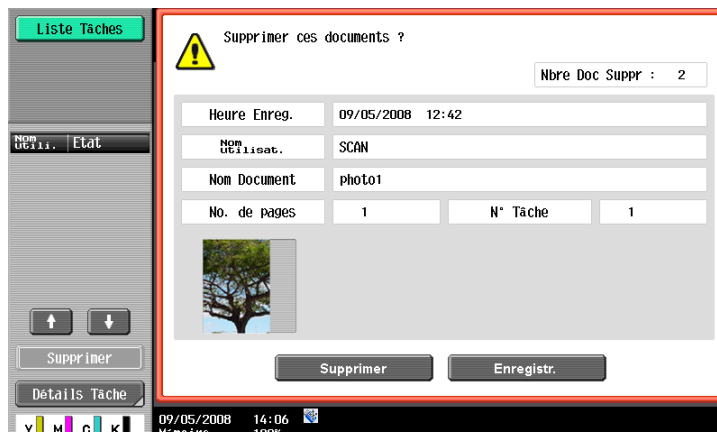 Liste Tâches
Supprimer ces documents ?
Nbre Doc Suppr : 2
Heure Enreg. 09/05/2008 12:42
Nom Utili. Etat
Nom Utilisat. SCAN
Nom Document photo1
No. de pages 1 N° Tâche 1
Supprimer
Supprimer Enregistr.
Détails Tâche
09/05/2008 14:06
Y M C K
Mémoire 100%